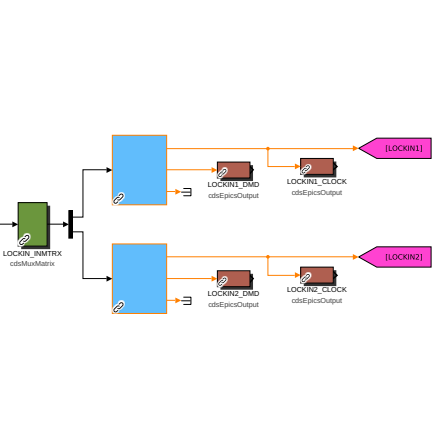 [LOCKIN1]
LOCKIN1_DMD
cdsEpicsOutput
LOCKIN1_CLOCK
cdsEpicsOutput
LOCKIN_INMTRX
cdsMuxMatrix
[LOCKIN2]
LOCKIN2_DMD
cdsEpicsOutput
LOCKIN2_CLOCK
cdsEpicsOutput